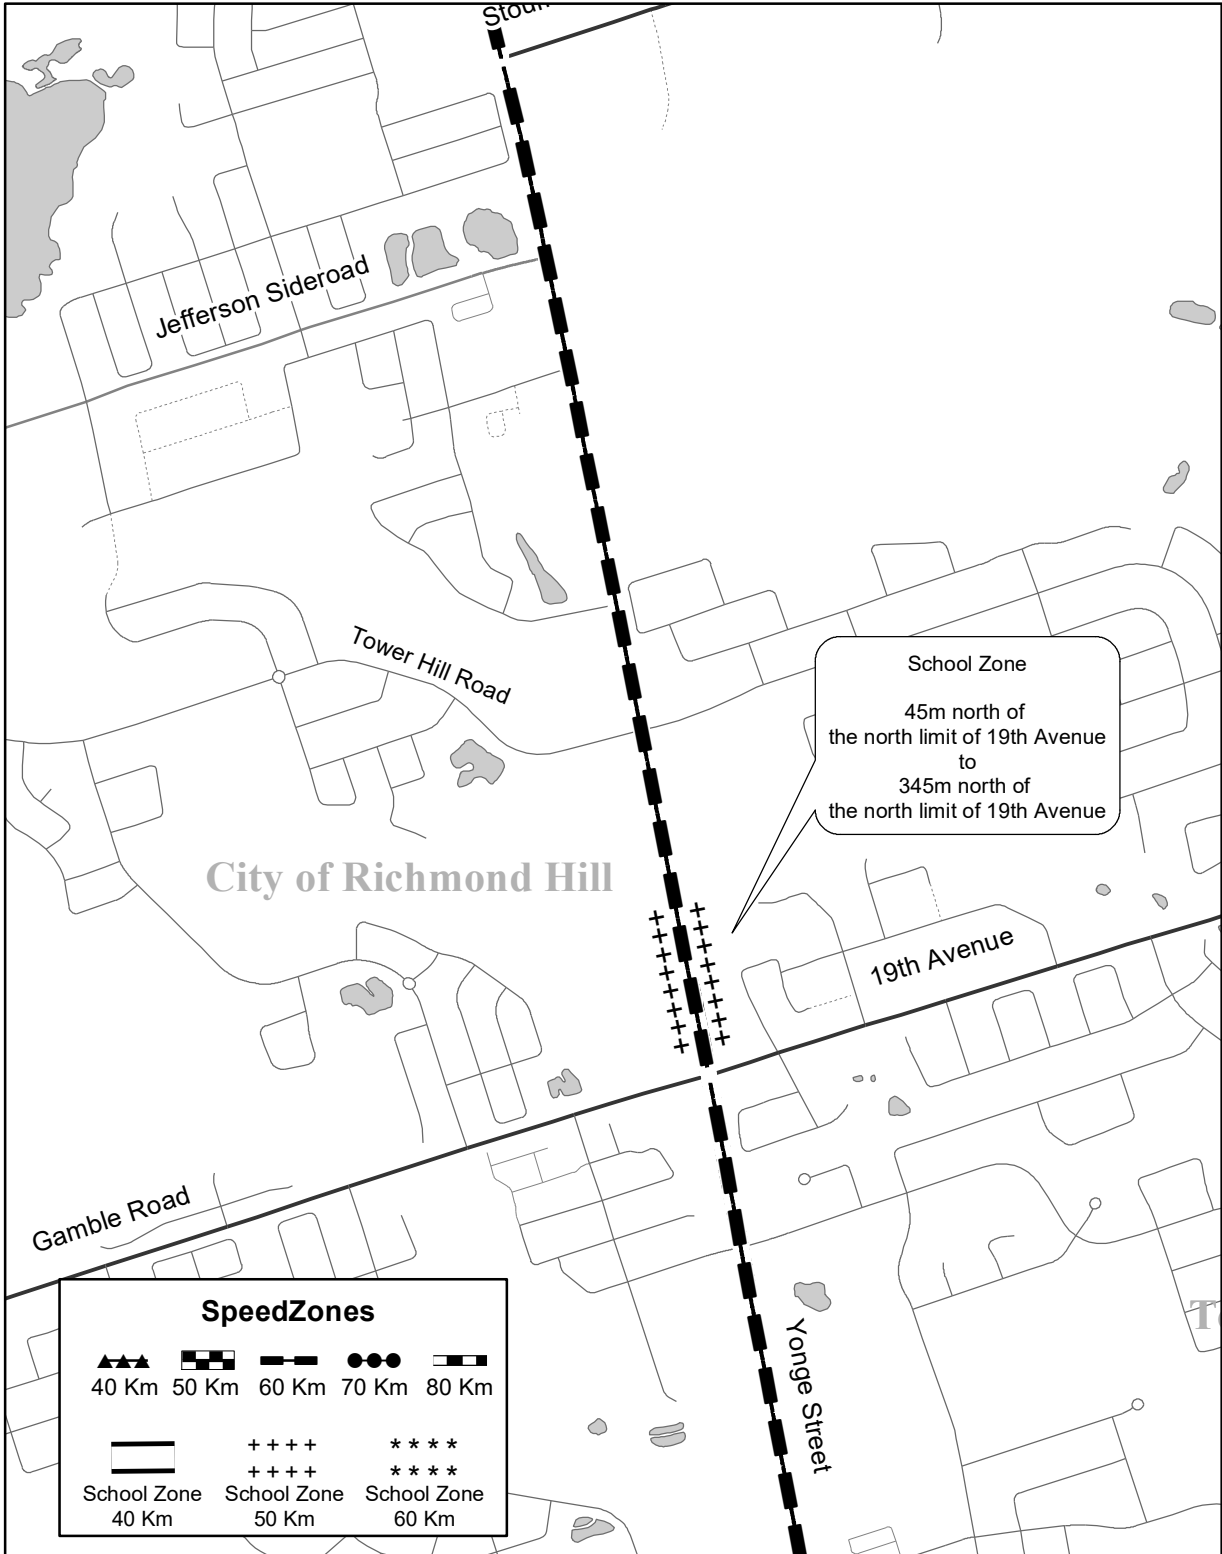 Jefferson Sideroad
Tower Hill Road
School Zone
45m north of
the north limit of 19th Avenue
to
345m north of
the north limit of 19th Avenue
City of Richmond Hill
19th Avenue
Gamble Road
Yonge Street
SpeedZones
40 Km 50 Km 60 Km 70 Km 80 Km
School Zone School Zone School Zone
40 Km 50 Km 60 Km